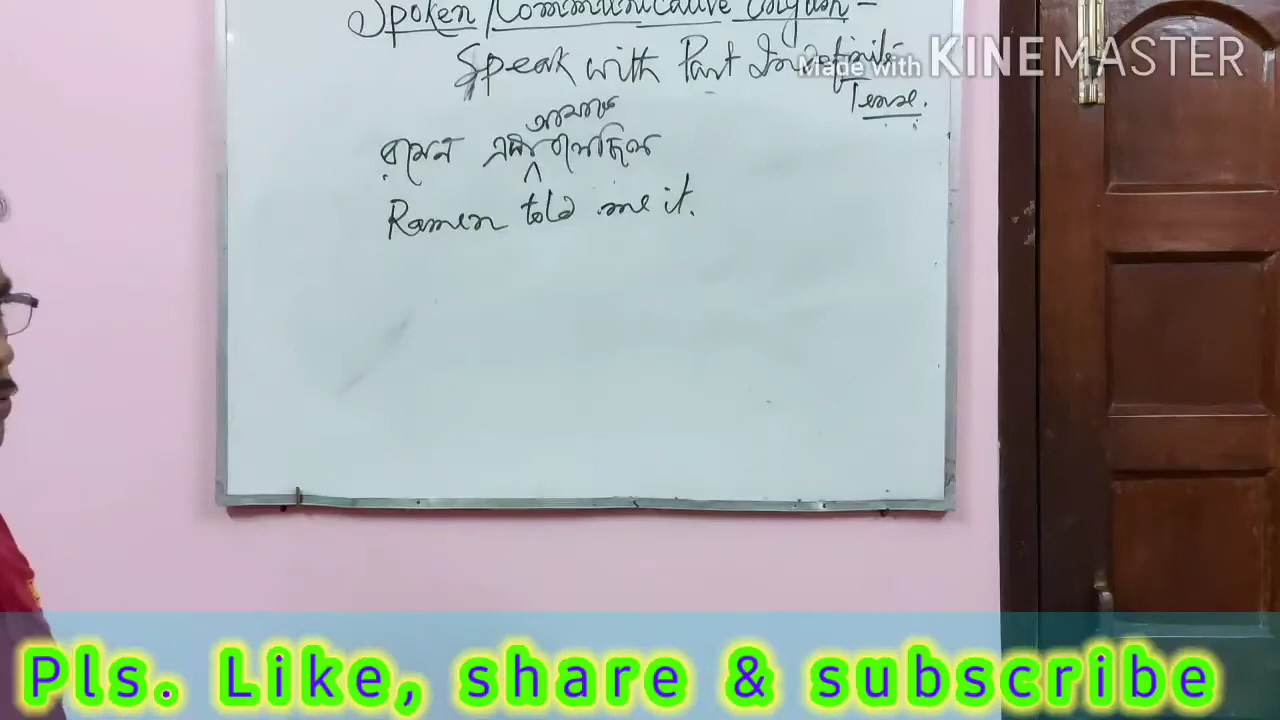 Spoken/Communicative English -
Speak with Past Indefinite
Tense.
Made with KINEMASTER
আমাকে
রমেন বলেছিল
Ramen told me it.
Pls. Like, share & subscribe